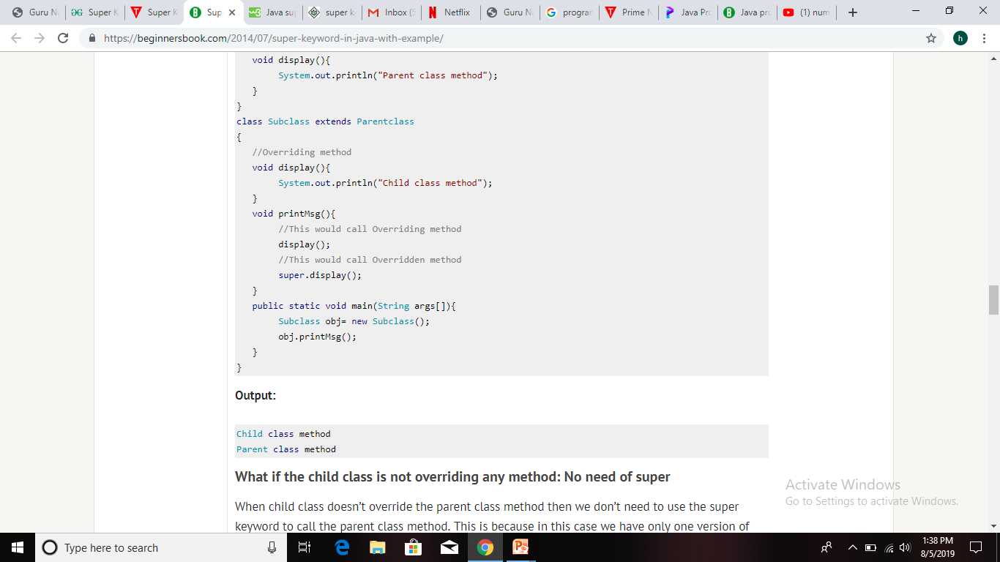 Guru N
Super K
Super K
Sup
Java su
super k
Inbox (
Netflix
Guru N
program
Prime N
Java Pro
Java pro
(1) num
https://beginnersbook.com/2014/07/super-keyword-in-java-with-example/
h
void display(){
System.out.println("Parent class method");
}
}
class Subclass extends Parentclass
{
//Overriding method
void display(){
System.out.println("Child class method");
}
void printMsg(){
//This would call Overriding method
display();
//This would call Overridden method
super.display();
}
public static void main(String args[]){
Subclass obj= new Subclass();
obj.printMsg();
}
}
Output:
Child class method
Parent class method
What if the child class is not overriding any method: No need of super
When child class doesn’t override the parent class method then we don’t need to use the super
keyword to call the parent class method. This is because in this case we have only one version of
Activate Windows
Go to Settings to activate Windows.
Type here to search
1:38 PM
8/5/2019